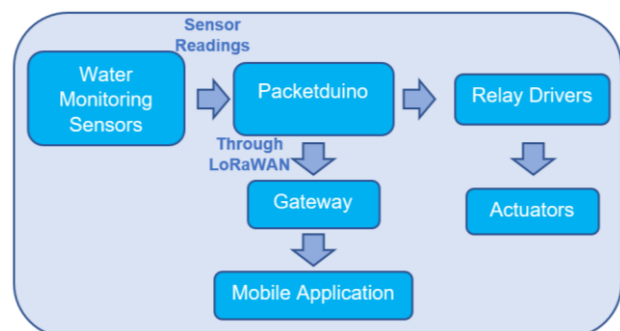 Sensor
Readings
Water
Monitoring
Sensors
Packetduino
Relay Drivers
Through
LoRaWAN
Gateway
Actuators
Mobile Application